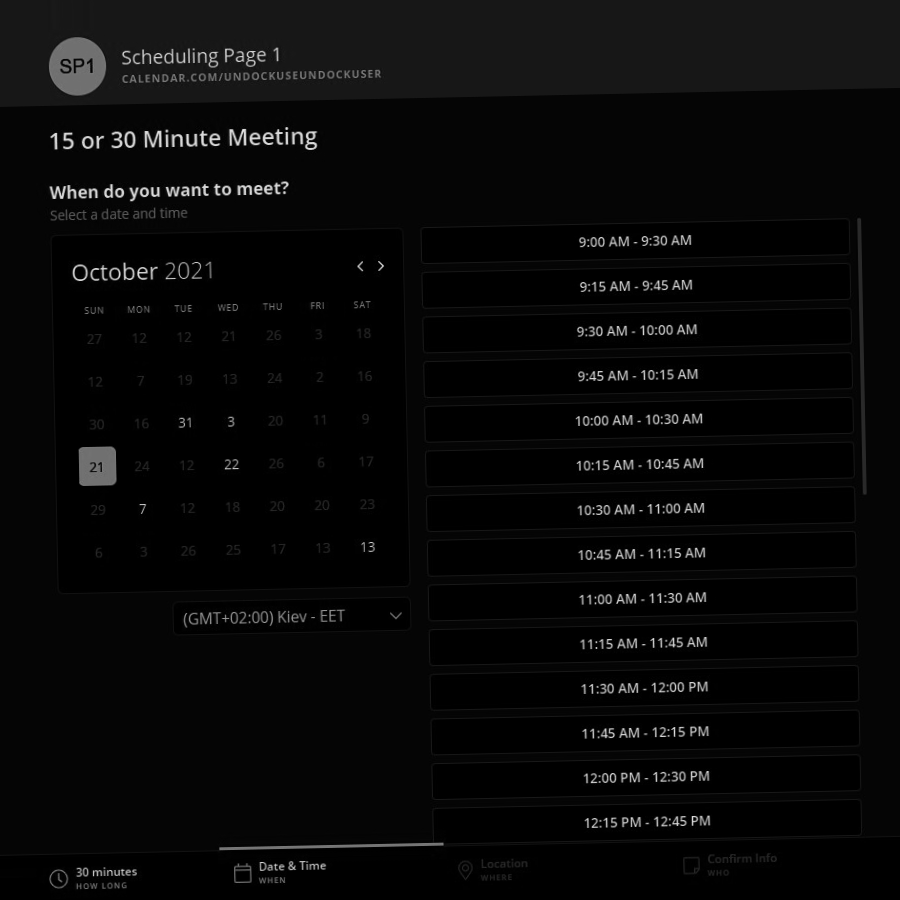 SP1
Scheduling Page 1
CALENDAR.COM/UNDOCKUSEUNDOCKUSER
15 or 30 Minute Meeting
When do you want to meet?
Select a date and time
October 2021
SUN MON TUE WED THU FRI SAT
27 12 12 21 26 3 18
12 7 19 13 24 2 16
30 16 31 3 20 11 9
21 24 12 22 26 6 17
29 7 12 18 20 20 23
6 3 26 25 17 13 13
(GMT+02:00) Kiev - EET
9:00 AM - 9:30 AM
9:15 AM - 9:45 AM
9:30 AM - 10:00 AM
9:45 AM - 10:15 AM
10:00 AM - 10:30 AM
10:15 AM - 10:45 AM
10:30 AM - 11:00 AM
10:45 AM - 11:15 AM
11:00 AM - 11:30 AM
11:15 AM - 11:45 AM
11:30 AM - 12:00 PM
11:45 AM - 12:15 PM
12:00 PM - 12:30 PM
12:15 PM - 12:45 PM
30 minutes
HOW LONG
Date & Time
WHEN
Location
WHERE
Confirm Info
WHO